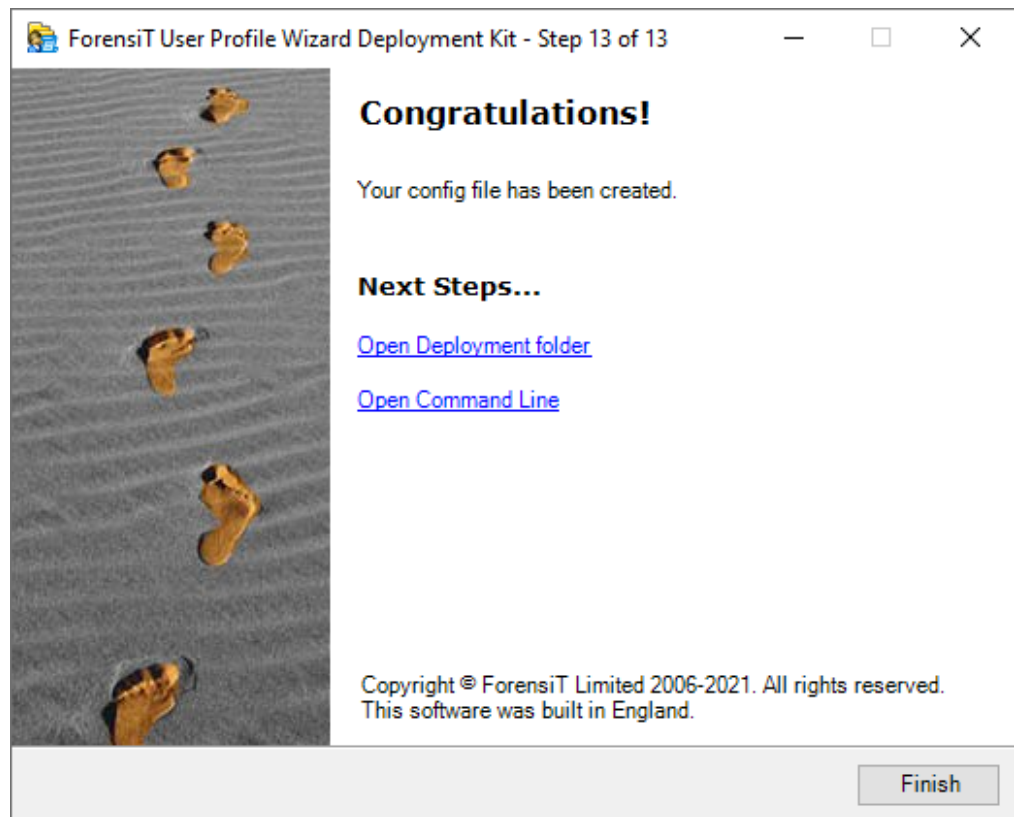 ForensiT User Profile Wizard Deployment Kit - Step 13 of 13
Congratulations!
Your config file has been created.
Next Steps...
Open Deployment folder
Open Command Line
Copyright © ForensiT Limited 2006-2021. All rights reserved.
This software was built in England.
Finish